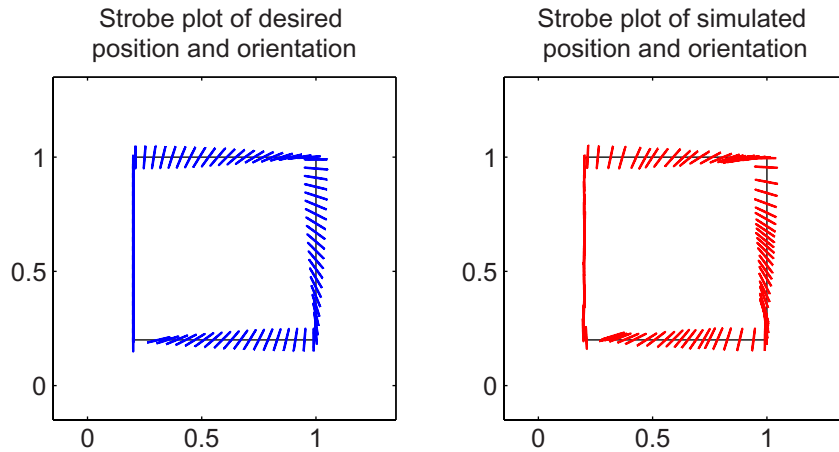 Strobe plot of desired
position and orientation
1
0.5
0
0 0.5 1
Strobe plot of simulated
position and orientation
1
0.5
0
0 0.5 1